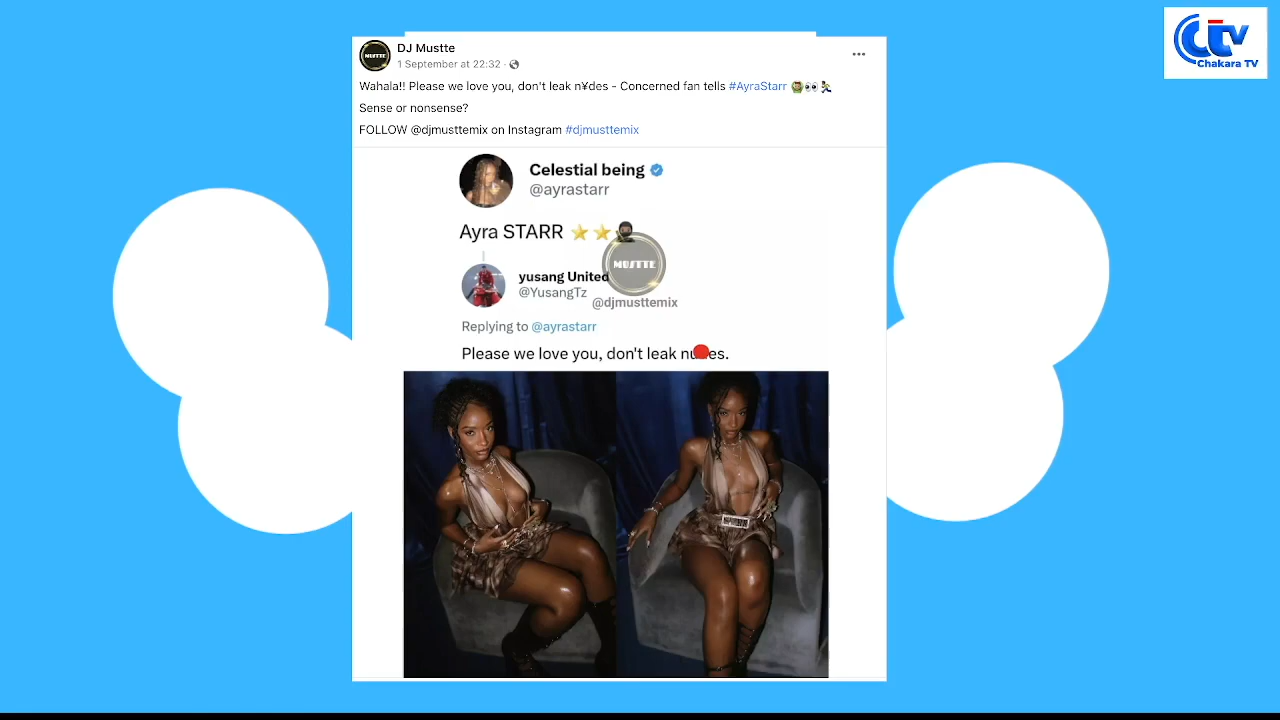 CTV
Chakara TV
MUSTTE
DJ Mustte
1 September at 22:32 ·
Wahala!! Please we love you, don't leak n¥des - Concerned fan tells #AyraStarr
Sense or nonsense?
FOLLOW @djmusttemix on Instagram #djmusttemix
Celestial being
@ayrastarr
Ayra STARR
MUSTTE
yusang United
@YusangTz
@djmusttemix
Replying to @ayrastarr
Please we love you, don't leak nu es.